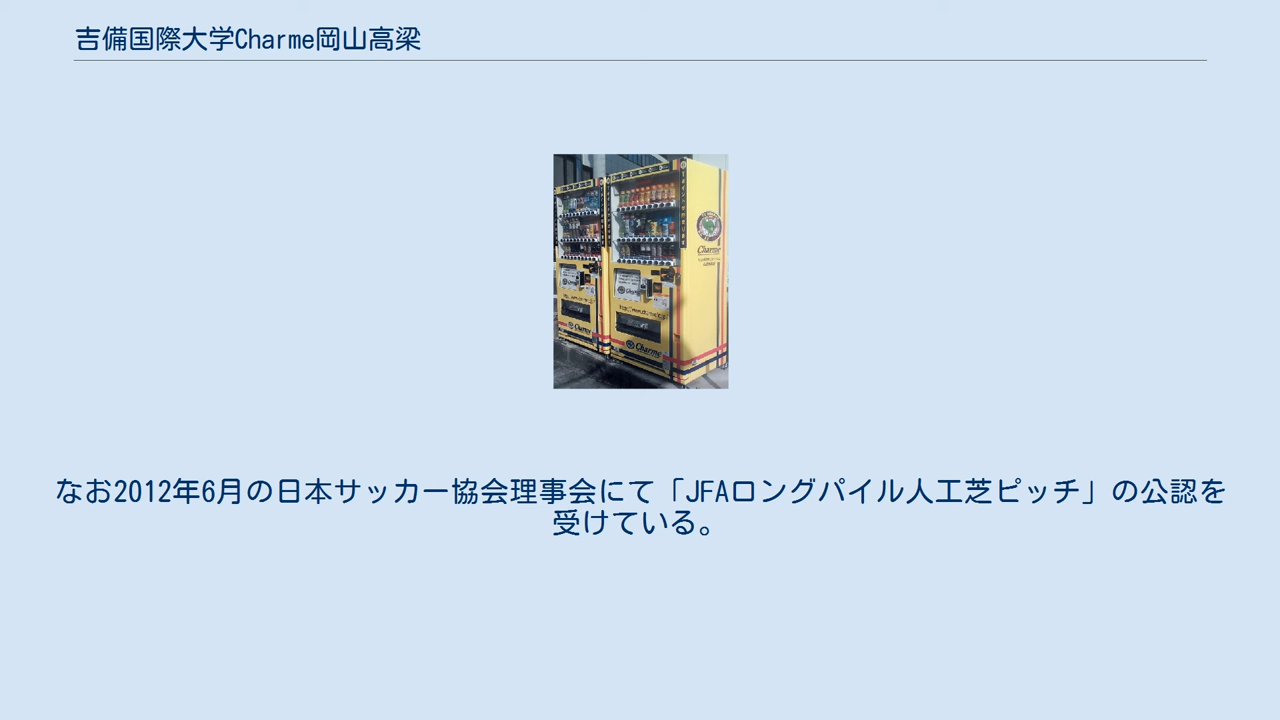 吉備国際大学Charme岡山高梁
Charme
Charme
Charme
なお2012年6月の日本サッカー協会理事会にて「JFAロングパイル人工芝ピッチ」の公認を
受けている。